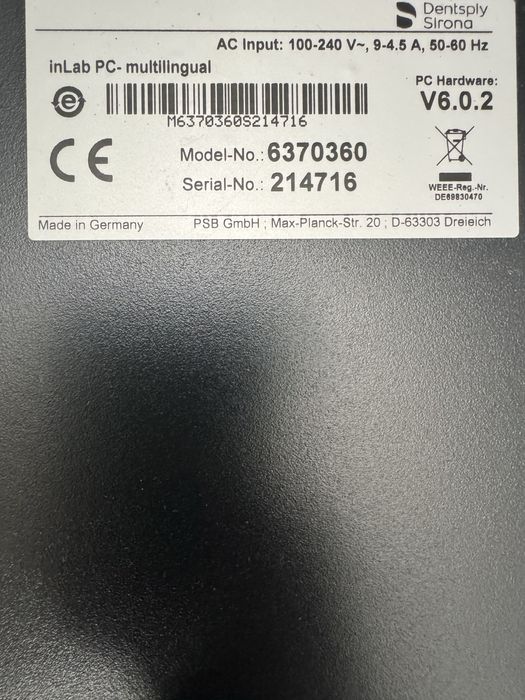 Dentsply
Sirona
AC Input: 100-240 V~, 9-4.5 A, 50-60 Hz
inLab PC- multilingual
PC Hardware:
V6.0.2
e
M6370360S214716
CE
Model-No.: 6370360
Serial-No.: 214716
WEEE-Reg.-Nr.
DE69830470
Made in Germany
PSB GmbH ; Max-Planck-Str. 20 ; D-63303 Dreieich